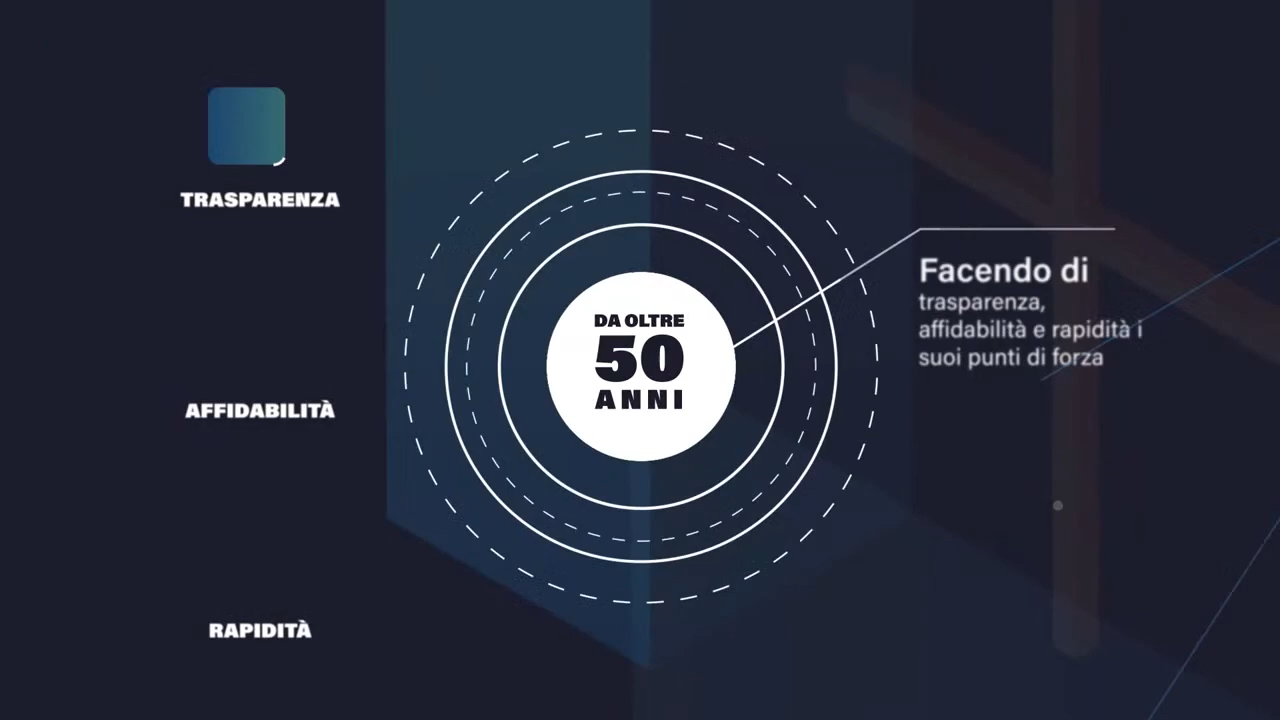 TRASPARENZA
AFFIDABILITÀ
RAPIDITÀ
DA OLTRE
50
ANNI
Facendo di
trasparenza,
affidabilità e rapidità i
suoi punti di forza